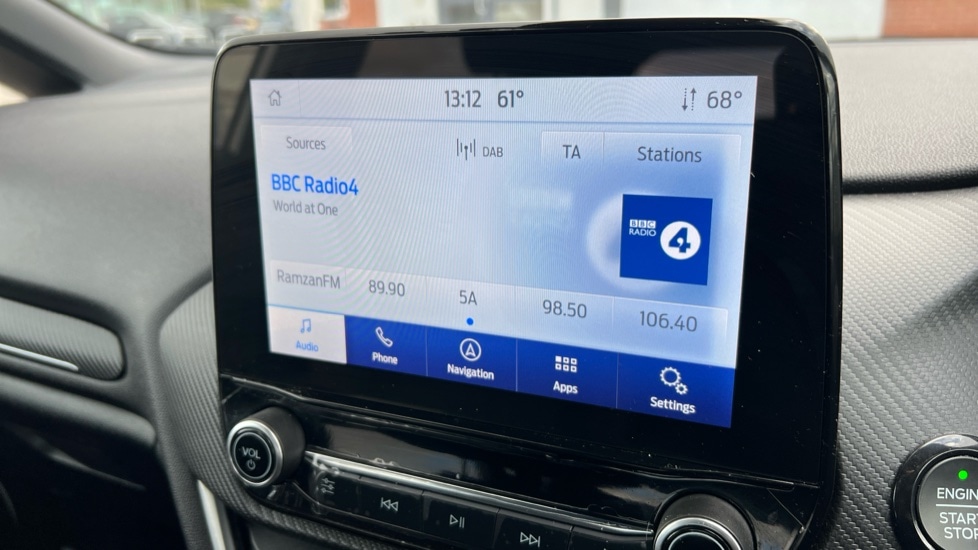 13:12 61° 68°
Sources DAB TA Stations
BBC Radio4
World at One
BBC
RADIO 4
RamzanFM 89.90 5A 98.50 106.40
Audio Phone Navigation Apps Settings
VOL
START
STOP